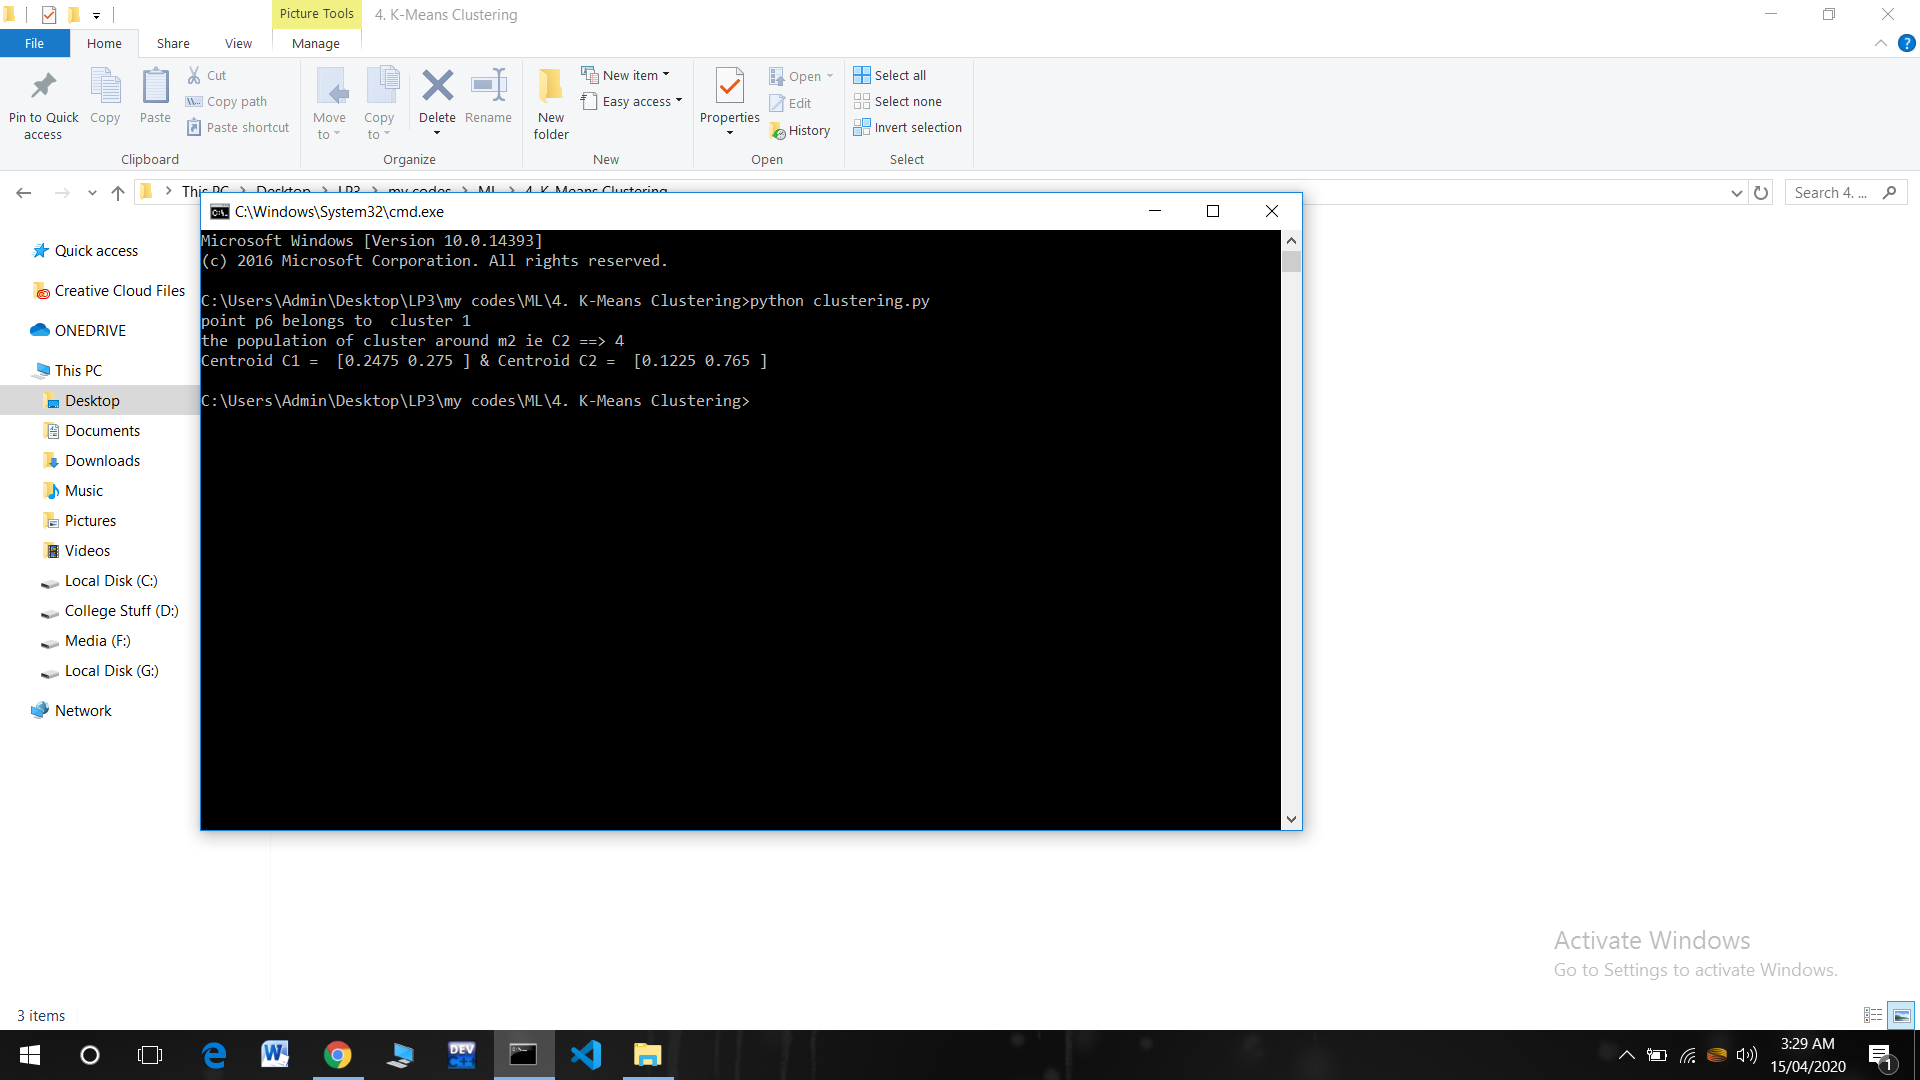 Picture Tools
4. K-Means Clustering
File
Home
Share
View
Manage
Pin to Quick access
Copy
Paste
Cut
Copy path
Paste shortcut
Clipboard
Move to
Copy to
Delete
Rename
Organize
New folder
New item
Easy access
New
Properties
Open
Edit
History
Open
Select all
Select none
Invert selection
Select
This PC
Desktop
LP3
my codes
ML
4. K-Means Clustering
Search 4. ...
Quick access
Creative Cloud Files
ONEDRIVE
This PC
Desktop
Documents
Downloads
Music
Pictures
Videos
Local Disk (C:)
College Stuff (D:)
Media (F:)
Local Disk (G:)
Network
C:\Windows\System32\cmd.exe
Microsoft Windows [Version 10.0.14393]
(c) 2016 Microsoft Corporation. All rights reserved.
C:\Users\Admin\Desktop\LP3\my codes\ML\4. K-Means Clustering>python clustering.py
point p6 belongs to  cluster 1
the population of cluster around m2 ie C2 ==> 4
Centroid C1 =  [0.2475 0.275 ] & Centroid C2 =  [0.1225 0.765 ]
C:\Users\Admin\Desktop\LP3\my codes\ML\4. K-Means Clustering>
Activate Windows
Go to Settings to activate Windows.
3 items
DEV
3:29 AM
15/04/2020
1